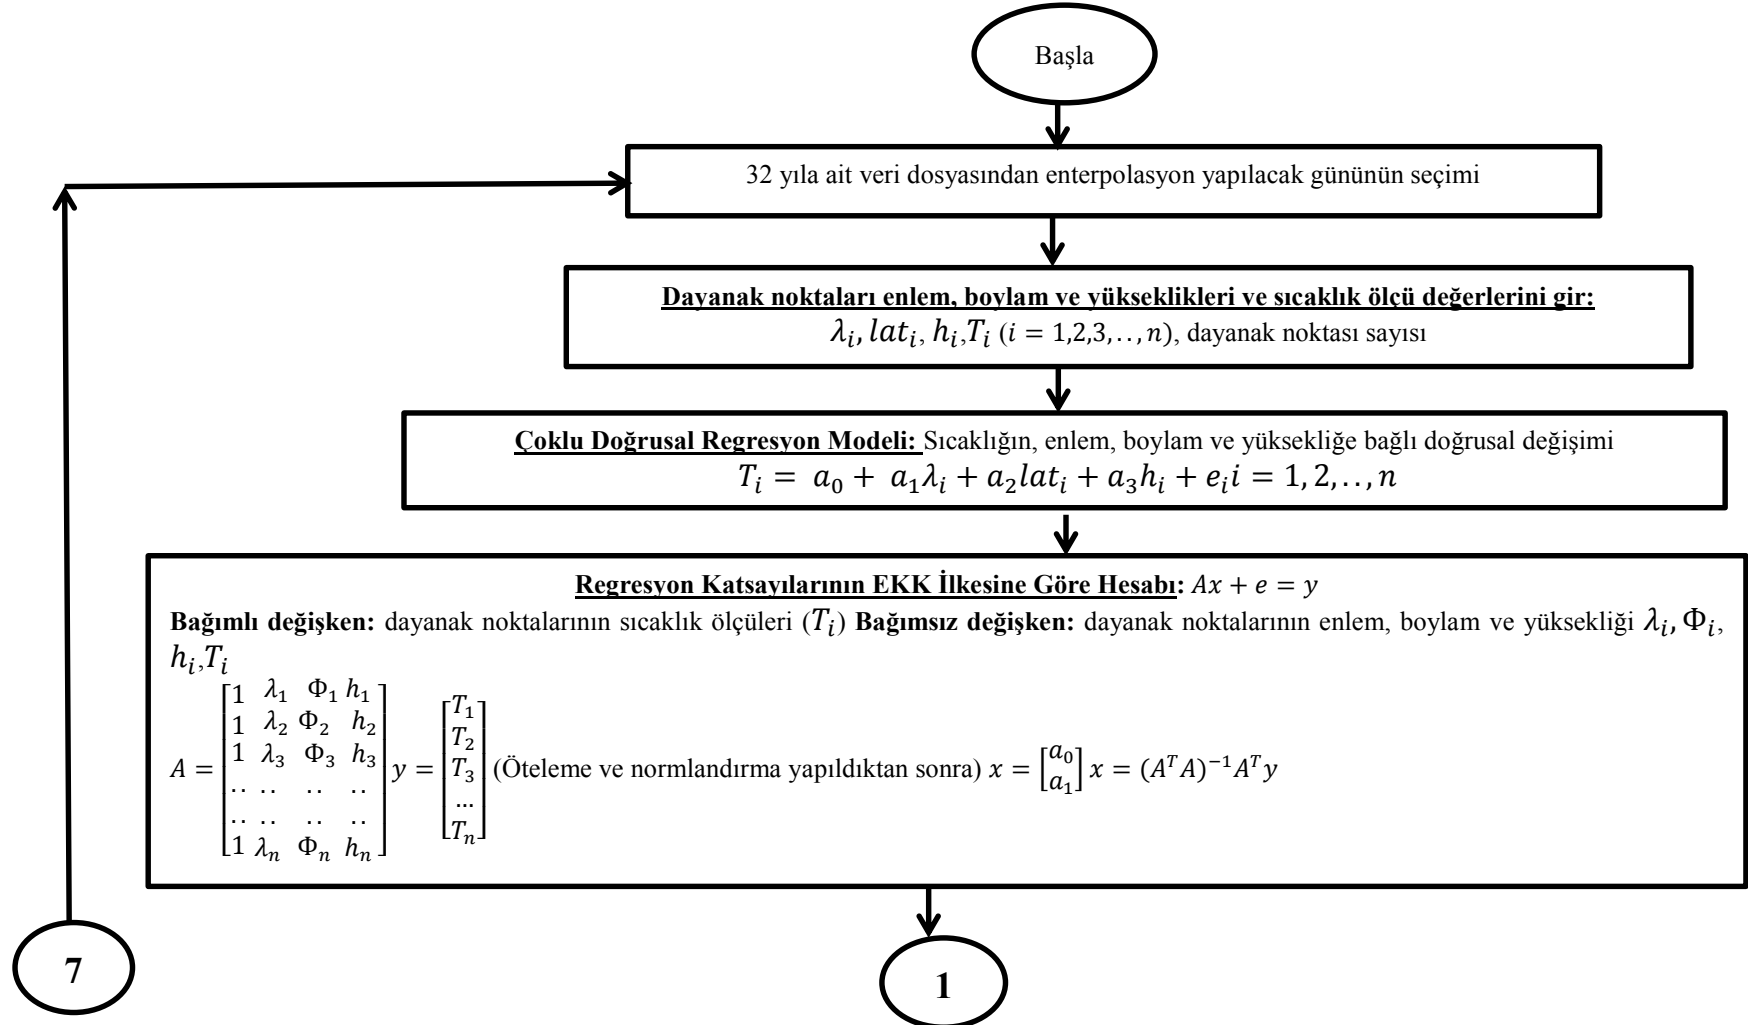 Başla
32 yıla ait veri dosyasından enterpolasyon yapılacak gününün seçimi
Dayanak noktaları enlem, boylam ve yükseklikleri ve sıcaklık ölçü değerlerini gir:
λ_i, lat_i, h_i, T_i (i = 1,2,3,..,n), dayanak noktası sayısı
Çoklu Doğrusal Regresyon Modeli: Sıcaklığın, enlem, boylam ve yüksekliğe bağlı doğrusal değişimi
T_i = a_0 + a_1λ_i + a_2lat_i + a_3h_i + e_i i = 1, 2,.., n
Regresyon Katsayılarının EKK İlkesine Göre Hesabı: Ax + e = y
Bağımlı değişken: dayanak noktalarının sıcaklık ölçüleri (T_i) Bağımsız değişken: dayanak noktalarının enlem, boylam ve yüksekliği λ_i, Φ_i,
h_i,T_i
A = [1 λ_1 Φ_1 h_1
1 λ_2 Φ_2 h_2
1 λ_3 Φ_3 h_3
.. .. .. ..
.. .. .. ..
1 λ_n Φ_n h_n] y = [T_1
T_2
T_3
...
T_n] (Öteleme ve normlandırma yapıldıktan sonra) x = [a_0
a_1] x = (A^T A)^−1 A^T y
7
1